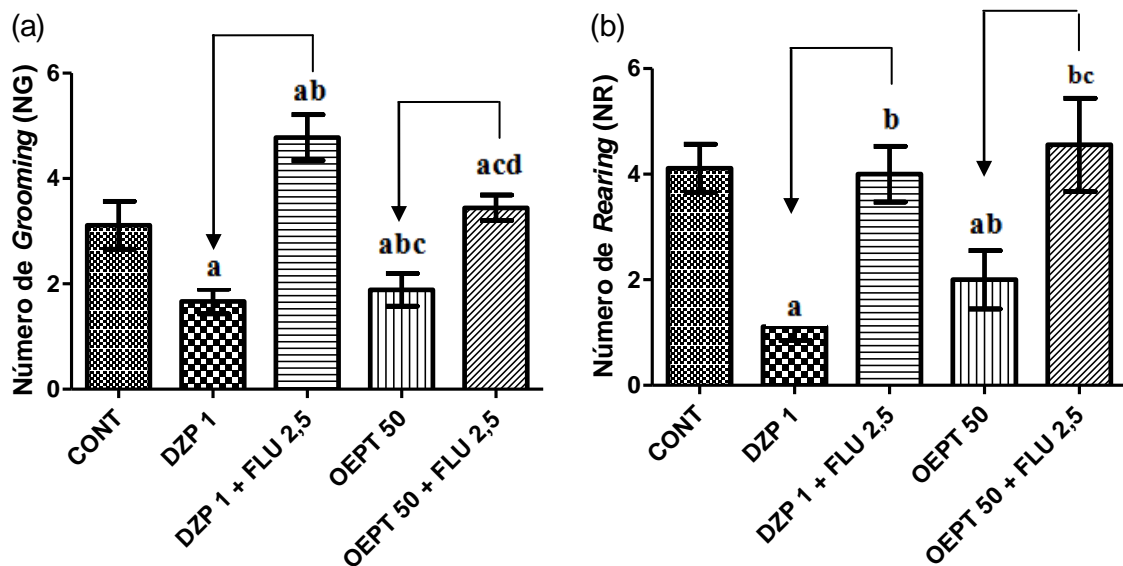 (a)
Número de Grooming (NG)
6
4
2
0
a
ab
abc
acd
CONT
DZP 1
DZP 1 + FLU 2,5
OEPT 50
OEPT 50 + FLU 2,5
(b)
Número de Rearing (NR)
6
4
2
0
a
b
ab
bc
CONT
DZP 1
DZP 1 + FLU 2,5
OEPT 50
OEPT 50 + FLU 2,5